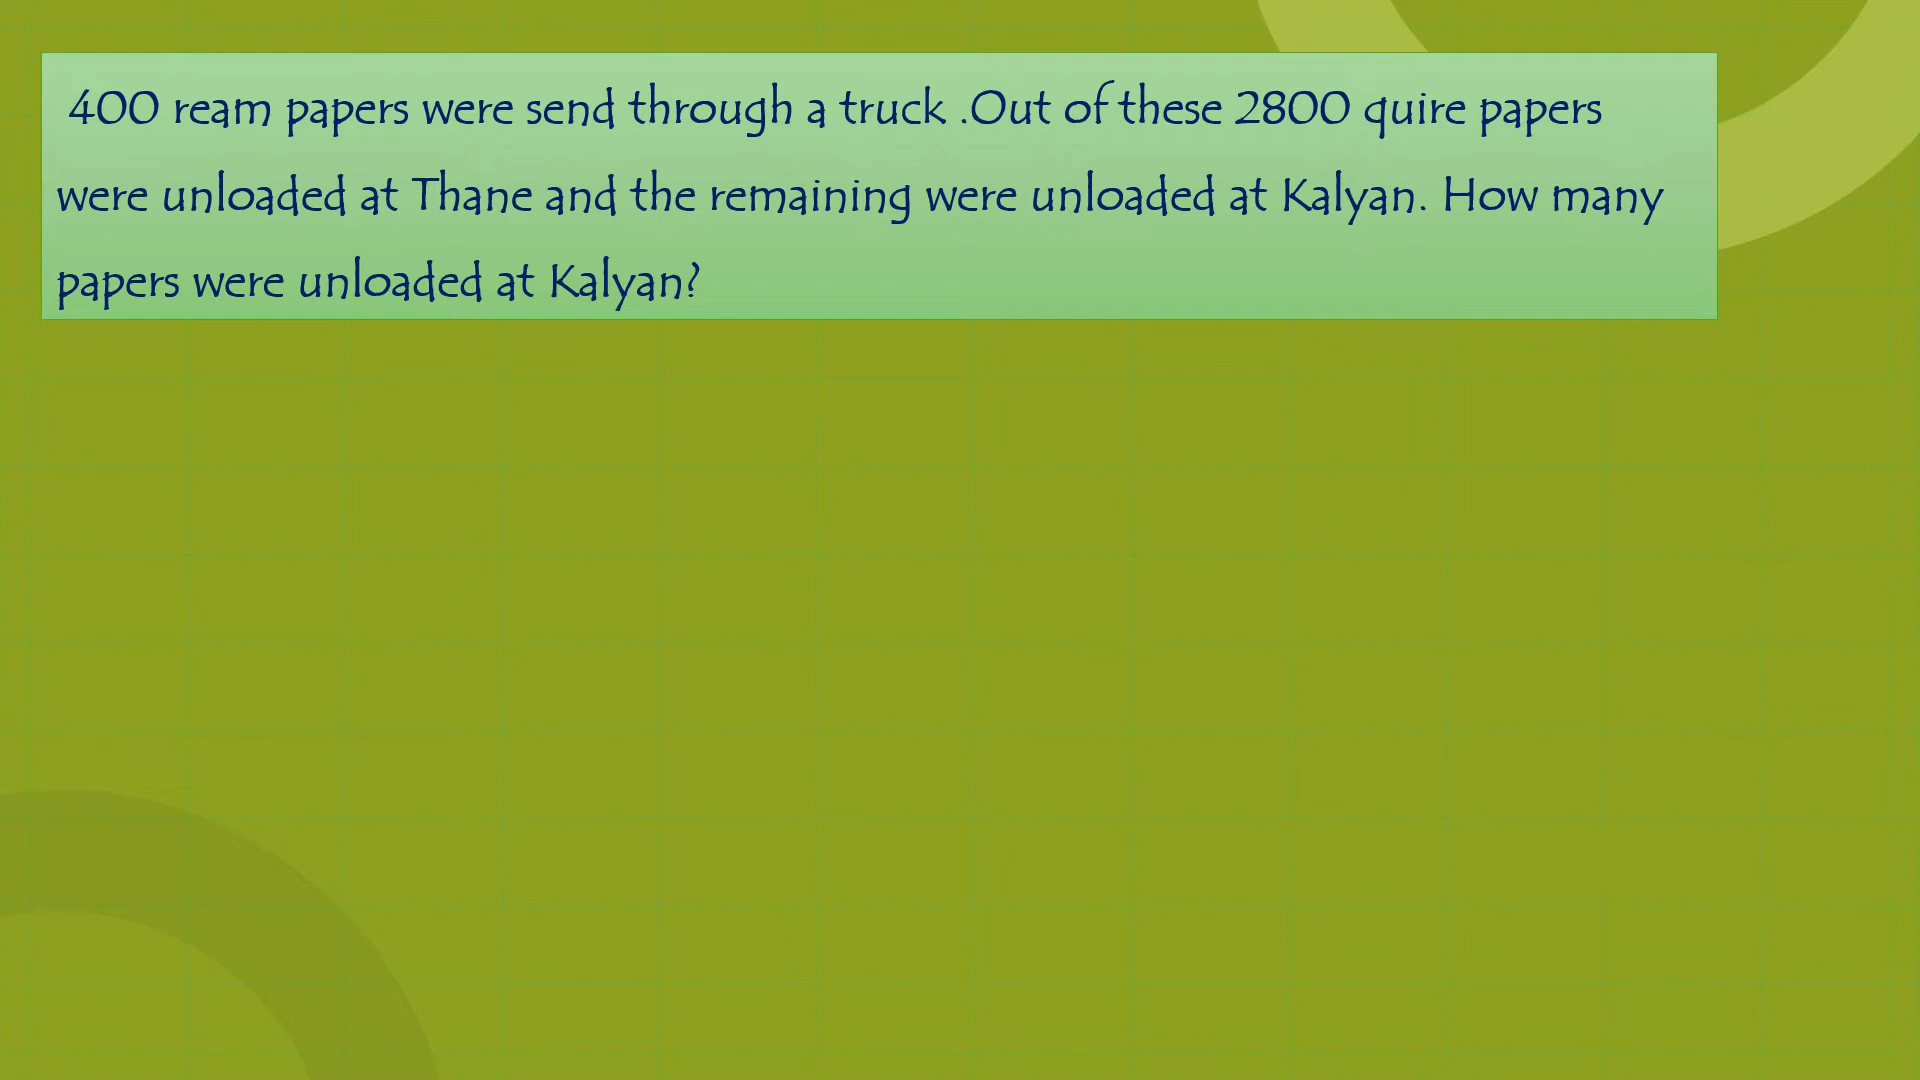 400 ream papers were send through a truck .Out of these 2800 quire papers
were unloaded at Thane and the remaining were unloaded at Kalyan. How many
papers were unloaded at Kalyan?